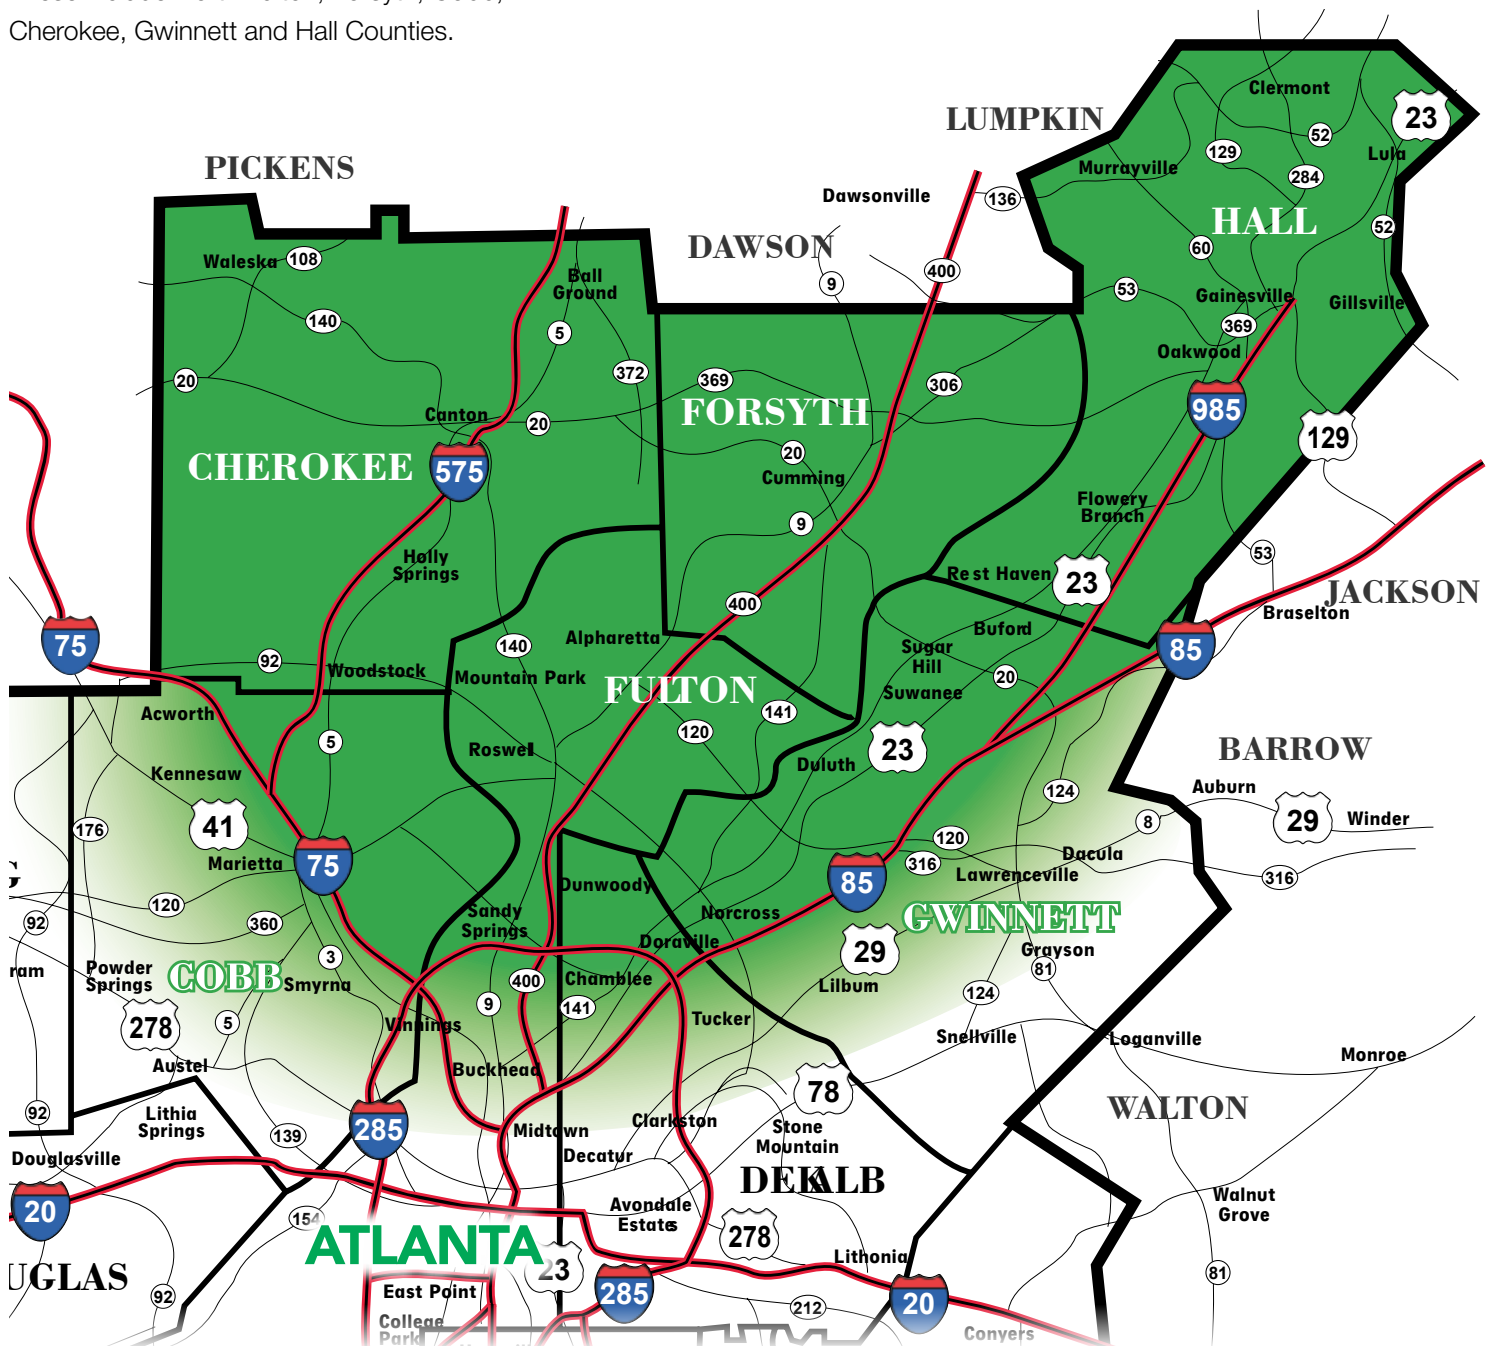 Cherokee, Gwinnett and Hall Counties.
Clermont
23
LUMPKIN
52
129
Lula
PICKENS
Murrayville
284
Dawsonville
136
HALL
52
DAWSON
60
Waleska
108
400
Ball
Ground
9
53
Gainesville
Gillsville
140
5
369
Oakwood
20
372
369
306
985
Canton
20
FORSYTH
129
20
CHEROKEE
575
Cumming
Flowery
Branch
9
Holly
Springs
53
Rest Haven
23
JACKSON
400
Braselton
75
140
Alpharetta
Buford
Sugar
Hill
85
92
Woodstock
Mountain Park
20
FULTON
Suwanee
Acworth
141
120
5
Roswell
23
BARROW
Kennesaw
Duluth
124
Auburn
41
176
8
29
Winder
120
Marietta
75
316
Dacula
85
Lawrenceville
316
Dunwoody
120
92
360
Sandy
Springs
Norcross
GWINNETT
Doraville
29
Grayson
3
ram
Powder
Springs
COBB
Smyrna
400
Chamblee
81
Lilburn
124
278
5
Vinnings
9
141
Tucker
Snellville
Loganville
Austel
Buckhead
Monroe
78
92
Lithia
Springs
285
WALTON
139
Midtown
Clarkston
Stone
Mountain
Douglasville
Decatur
DEKALB
20
154
Avondale
Estates
Walnut
Grove
278
ATLANTA
Lithonia
UGLAS
23
81
92
East Point
285
20
College
Park
212
Conyers